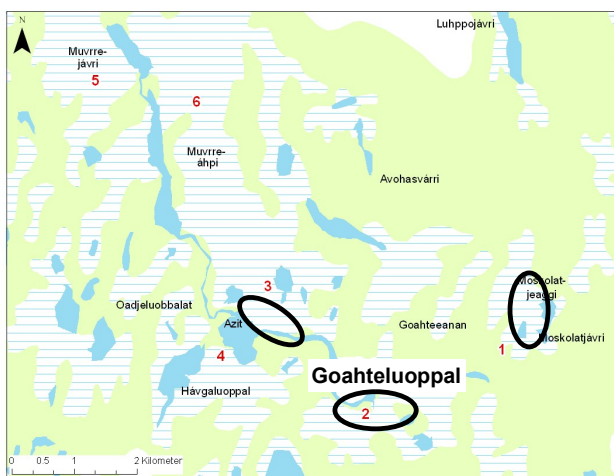 N
Luhppojávri
Muvrre-
jávri
5
6
Muvrre-
áhpi
Avohasvárri
3
Moskolat-
jeaggi
Oadjeluobbalat
Azit
Goahteeanan
Moskolatjávri
1
4
Goahteluoppal
Hávgaluoppal
2
0 0.5 1 2 Kilometer